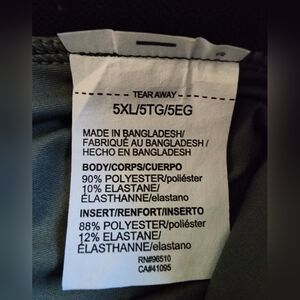 TEAR AWAY
5XL/5TG/5EG
MADE IN BANGLADESH/
FABRIQUÉ AU BANGLADESH /
HECHO EN BANGLADESH
BODY/CORPS/CUERPO
90% POLYESTER/poliéster
10% ELASTANE/
ÉLASTHANNE/elastano
INSERT/RENFORT/INSERTO
88% POLYESTER/poliéster
12% ELASTANE/
ÉLASTHANNE/elastano
RN#96510
CA#41095